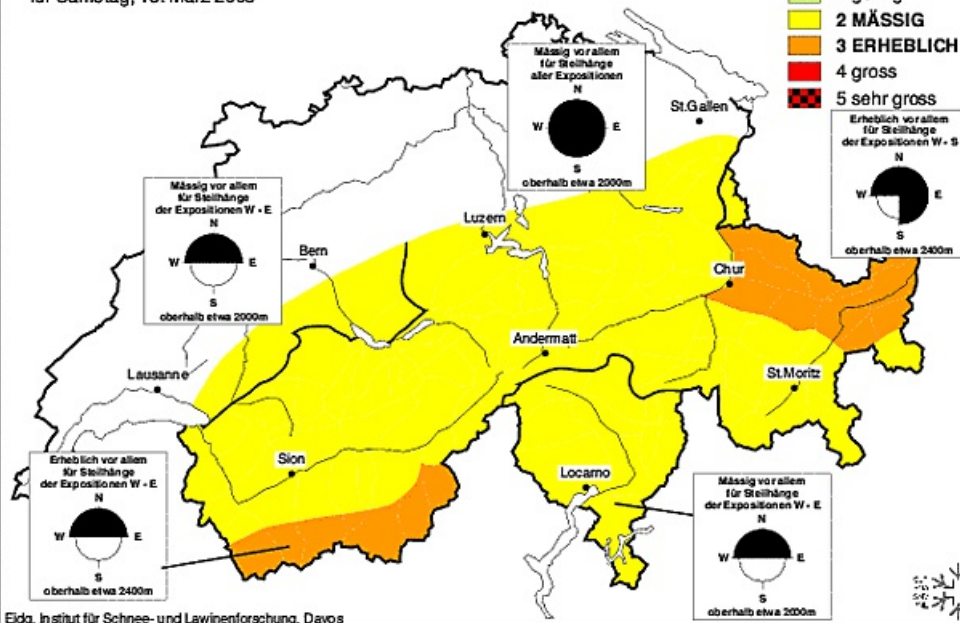 für Samstag,
März
2 MÄSSIG
3 ERHEBLICH
4 gross
5 sehr gross
Mässig vor allem
für Steilhänge
aller Expositionen
N
W E
S
oberhalb etwa 2000m
St.Gallen
Erheblich vor allem
für Steilhänge
der Expositionen W - S
N
W E
S
oberhalb etwa 2400m
Mässig vor allem
für Steilhänge
der Expositionen W - E
N
W E
S
oberhalb etwa 2000m
Luzern
Bern
Chur
Andermatt
Lausanne
St.Moritz
Sion
Locarno
Erheblich vor allem
für Steilhänge
der Expositionen W - E
N
W E
S
oberhalb etwa 2400m
Mässig vor allem
für Steilhänge
der Expositionen W - E
N
W E
S
oberhalb etwa 2000m
Eidg. Institut für Schnee- und Lawinenforschung, Davos